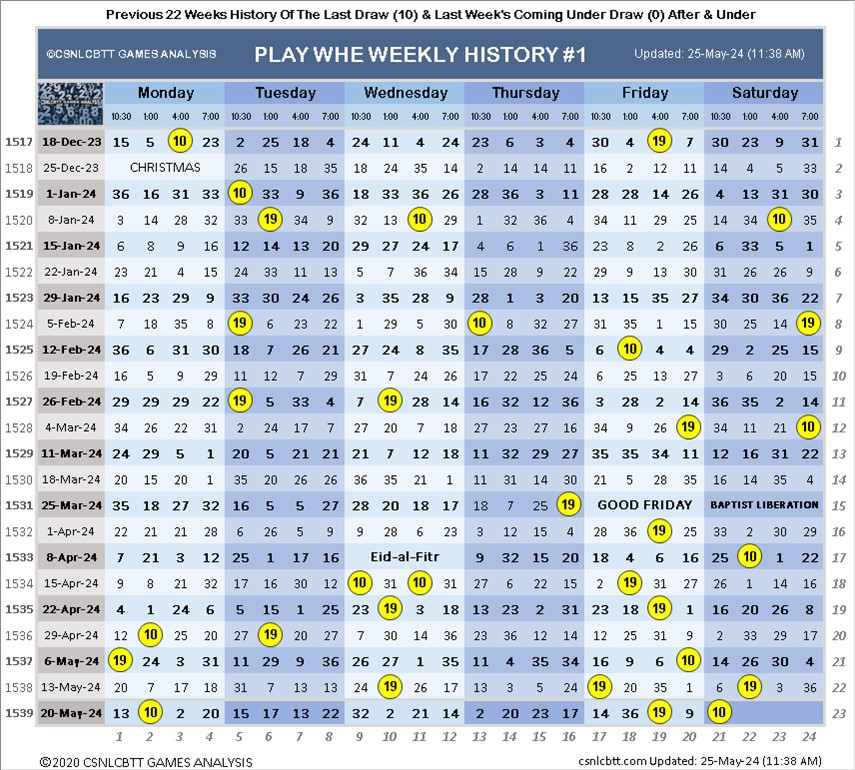 Previous 22 Weeks History Of The Last Draw (10) & Last Week's Coming Under Draw (0) After & Under
©CSNLCBTT GAMES ANALYSIS PLAY WHE WEEKLY HISTORY #1 Updated: 25-May-24 (11:38 AM)
Monday Tuesday Wednesday Thursday Friday Saturday
10:30 1:00 4:00 7:00 10:30 1:00 4:00 7:00 10:30 1:00 4:00 7:00 10:30 1:00 4:00 7:00 10:30 1:00 4:00 7:00 10:30 1:00 4:00 7:00
1517 18-Dec-23 15 5 10 23 2 25 18 4 24 11 4 24 23 6 3 4 30 4 19 7 30 23 9 31 1
1518 25-Dec-23 CHRISTMAS 26 15 18 35 18 24 35 14 2 14 14 11 16 2 12 11 14 4 5 33 2
1519 1-Jan-24 36 16 31 33 10 33 9 36 18 33 36 26 28 36 3 11 28 28 14 26 4 13 31 30 3
1520 8-Jan-24 3 14 28 32 33 19 34 9 32 13 10 29 1 32 36 4 34 11 29 25 14 34 10 35 4
1521 15-Jan-24 6 8 9 16 12 14 13 20 29 27 24 17 4 6 1 36 23 8 2 26 6 33 5 1 5
1522 22-Jan-24 23 21 4 15 24 33 11 13 5 7 36 34 15 28 9 22 29 9 13 30 31 26 26 9 6
1523 29-Jan-24 16 23 29 9 33 30 24 26 3 35 28 9 28 1 3 20 13 15 35 27 34 30 36 22 7
1524 5-Feb-24 7 18 35 8 19 6 23 22 1 29 5 30 10 8 32 27 31 35 1 15 30 25 14 19 8
1525 12-Feb-24 36 6 31 30 18 7 26 21 27 24 8 35 17 28 36 5 6 10 4 4 29 2 25 15 9
1526 19-Feb-24 16 5 9 29 11 12 7 29 31 7 24 26 17 22 25 24 6 25 13 27 3 6 20 15 10
1527 26-Feb-24 29 29 29 22 19 5 33 4 7 19 28 14 16 32 12 36 3 28 2 14 36 35 2 14 11
1528 4-Mar-24 34 26 22 31 2 24 17 7 27 20 27 18 27 23 27 16 34 9 26 19 34 11 21 10 12
1529 11-Mar-24 24 29 5 1 20 5 21 21 21 7 12 18 11 32 29 27 35 35 34 11 12 16 31 22 13
1530 18-Mar-24 14 15 20 5 35 20 26 26 36 35 21 1 11 31 14 30 21 5 28 35 16 14 35 4 14
1531 25-Mar-24 35 18 27 32 16 5 5 27 28 20 18 17 18 7 25 19 GOOD FRIDAY BAPTIST LIBERATION 15
1532 1-Apr-24 22 21 21 28 6 26 5 9 9 28 6 23 3 12 15 4 28 36 19 25 33 2 30 29 16
1533 8-Apr-24 7 21 3 12 25 1 17 16 Eid-al-Fitr 9 32 15 20 18 4 6 16 25 10 1 22 17
1534 15-Apr-24 9 8 21 32 17 16 30 12 10 31 10 31 27 6 22 15 2 19 31 27 26 1 14 16 18
1535 22-Apr-24 4 1 24 6 5 15 1 25 23 19 3 18 13 23 2 31 23 18 19 1 16 20 26 8 19
1536 29-Apr-24 12 10 25 20 27 19 27 20 7 30 14 36 23 36 12 14 12 25 31 9 2 33 29 17 20
1537 6-May-24 19 24 3 31 11 29 9 36 26 27 1 35 11 4 35 34 16 9 6 10 14 26 30 4 21
1538 13-May-24 20 7 17 18 31 7 13 13 24 19 26 17 13 3 5 24 17 20 35 1 6 19 3 36 22
1539 20-May-24 13 10 2 20 15 17 13 22 32 2 21 14 2 20 23 17 14 36 19 9 10 23
1 2 3 4 5 6 7 8 9 10 11 12 13 14 15 16 17 18 19 20 21 22 23 24
©2020 CSNLCBTT GAMES ANALYSIS csnlcbtt.com Updated: 25-May-24 (11:38 AM)